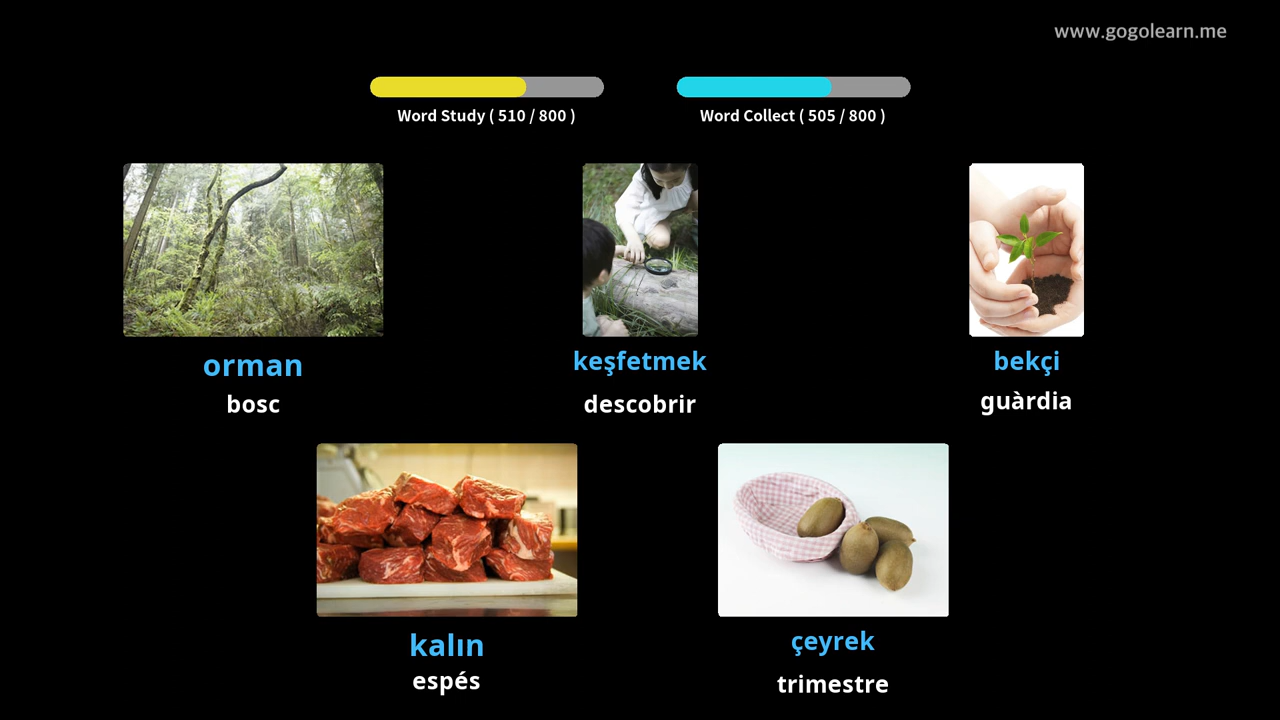 www.gogolearn.me
Word Study ( 510 / 800 )
Word Collect ( 505 / 800 )
orman
bosc
keşfetmek
descobrir
bekçi
guàrdia
kalın
espés
çeyrek
trimestre